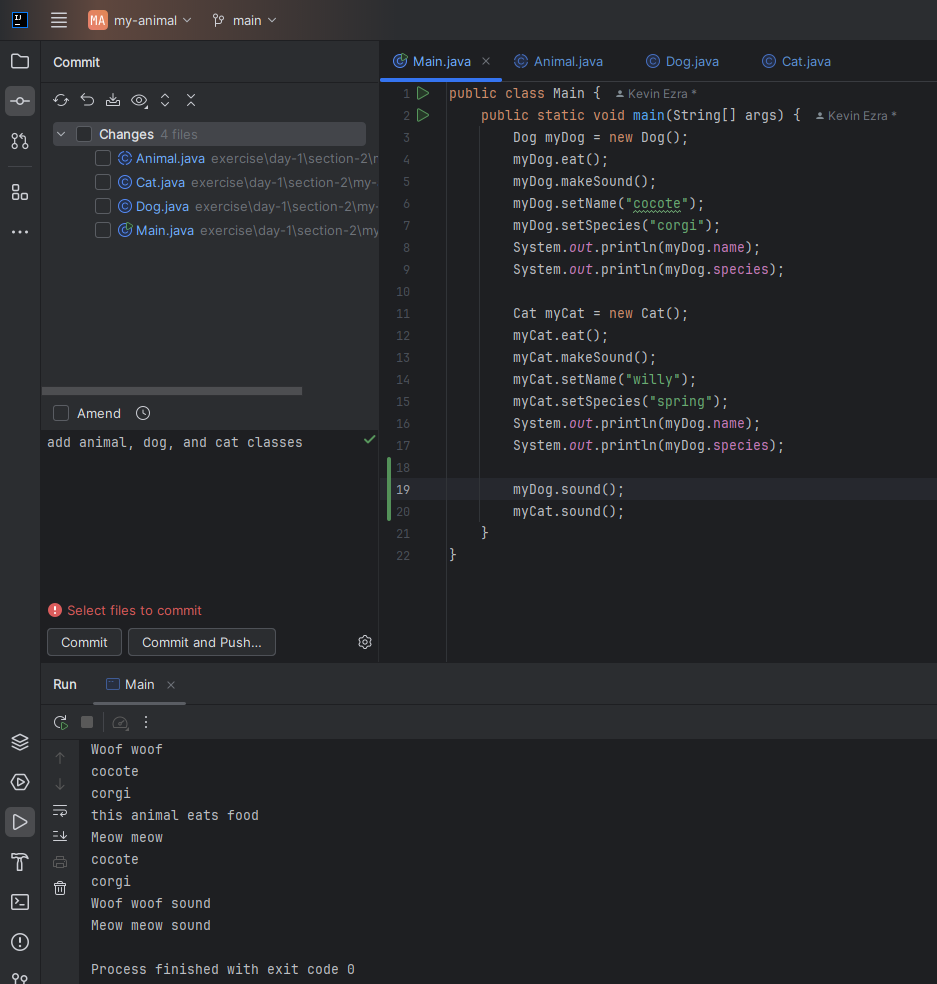 MA my-animal main
Commit
Changes 4 files
Animal.java exercise\day-1\section-2\m
Cat.java exercise\day-1\section-2\my-
Dog.java exercise\day-1\section-2\my-
Main.java exercise\day-1\section-2\my
Amend
add animal, dog, and cat classes
Select files to commit
Commit Commit and Push...
Main.java Animal.java Dog.java Cat.java
1 public class Main { Kevin Ezra *
2 public static void main(String[] args) { Kevin Ezra *
3 Dog myDog = new Dog();
4 myDog.eat();
5 myDog.makeSound();
6 myDog.setName("cocote");
7 myDog.setSpecies("corgi");
8 System.out.println(myDog.name);
9 System.out.println(myDog.species);
10
11 Cat myCat = new Cat();
12 myCat.eat();
13 myCat.makeSound();
14 myCat.setName("willy");
15 myCat.setSpecies("spring");
16 System.out.println(myDog.name);
17 System.out.println(myDog.species);
18
19 myDog.sound();
20 myCat.sound();
21 }
22 }
Run Main
Woof woof
cocote
corgi
this animal eats food
Meow meow
cocote
corgi
Woof woof sound
Meow meow sound
Process finished with exit code 0